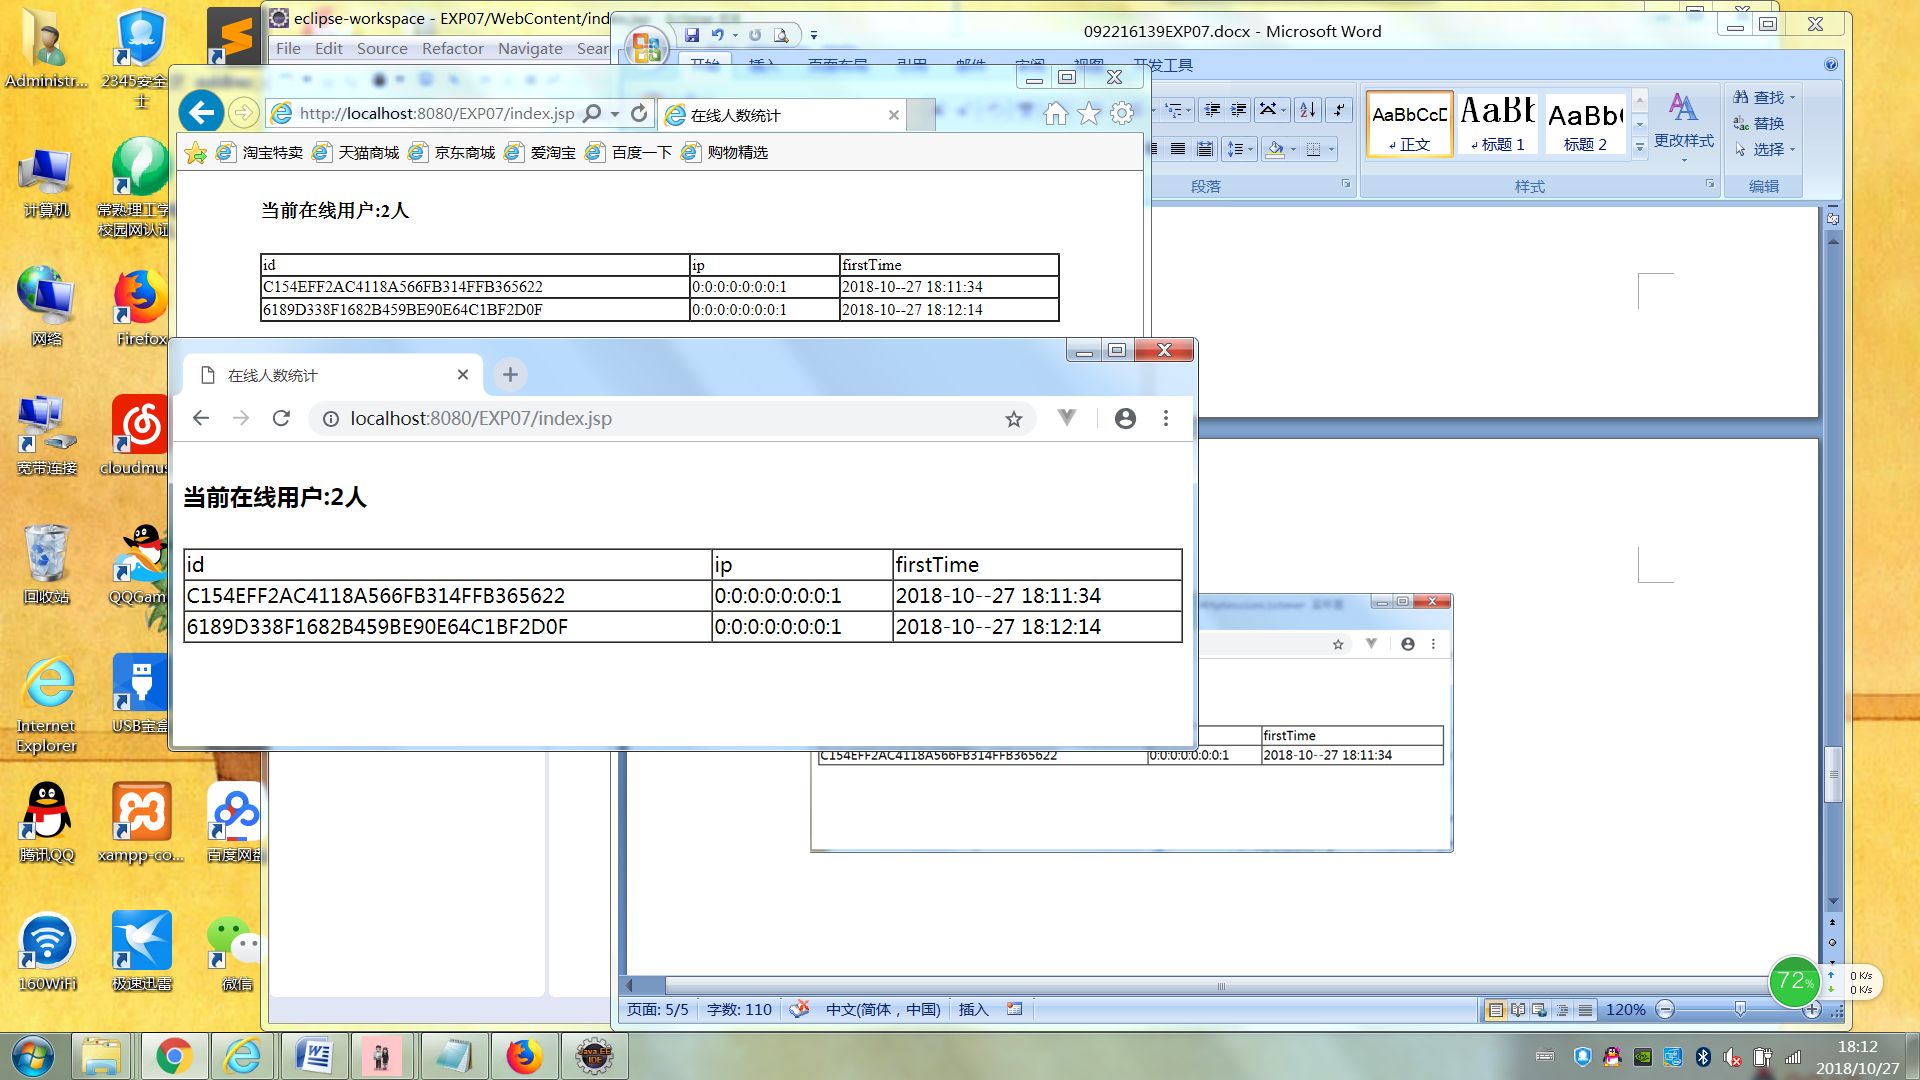 Administr...
2345安全
士
计算机
常熟理工学
校园网认证
网络
Firefox
宽带连接
cloudmus
回收站
QQGam
Internet
Explorer
USB宝盒
腾讯QQ
xampp-co...
百度网盘
160WiFi
极速迅雷
微信
eclipse-workspace - EXP07/WebContent/ind
File Edit Source Refactor Navigate Sear
092216139EXP07.docx - Microsoft Word
开发工具
AaBbCcD
正文
AaBb
标题 1
AaBb(
标题 2
更改样式
查找
替换
选择
段落
样式
编辑
http://localhost:8080/EXP07/index.jsp
在线人数统计
淘宝特卖
天猫商城
京东商城
爱淘宝
百度一下
购物精选
当前在线用户:2人
id ip firstTime
C154EFF2AC4118A566FB314FFB365622 0:0:0:0:0:0:0:1 2018-10--27 18:11:34
6189D338F1682B459BE90E64C1BF2D0F 0:0:0:0:0:0:0:1 2018-10--27 18:12:14
在线人数统计
localhost:8080/EXP07/index.jsp
当前在线用户:2人
id ip firstTime
C154EFF2AC4118A566FB314FFB365622 0:0:0:0:0:0:0:1 2018-10--27 18:11:34
6189D338F1682B459BE90E64C1BF2D0F 0:0:0:0:0:0:0:1 2018-10--27 18:12:14
firstTime
C154EFF2AC4118A566FB314FFB365622 0:0:0:0:0:0:0:1 2018-10--27 18:11:34
72%
0 K/s
0 K/s
页面: 5/5 字数: 110 中文(简体，中国) 插入 120%
Java EE
IDE
18:12
2018/10/27